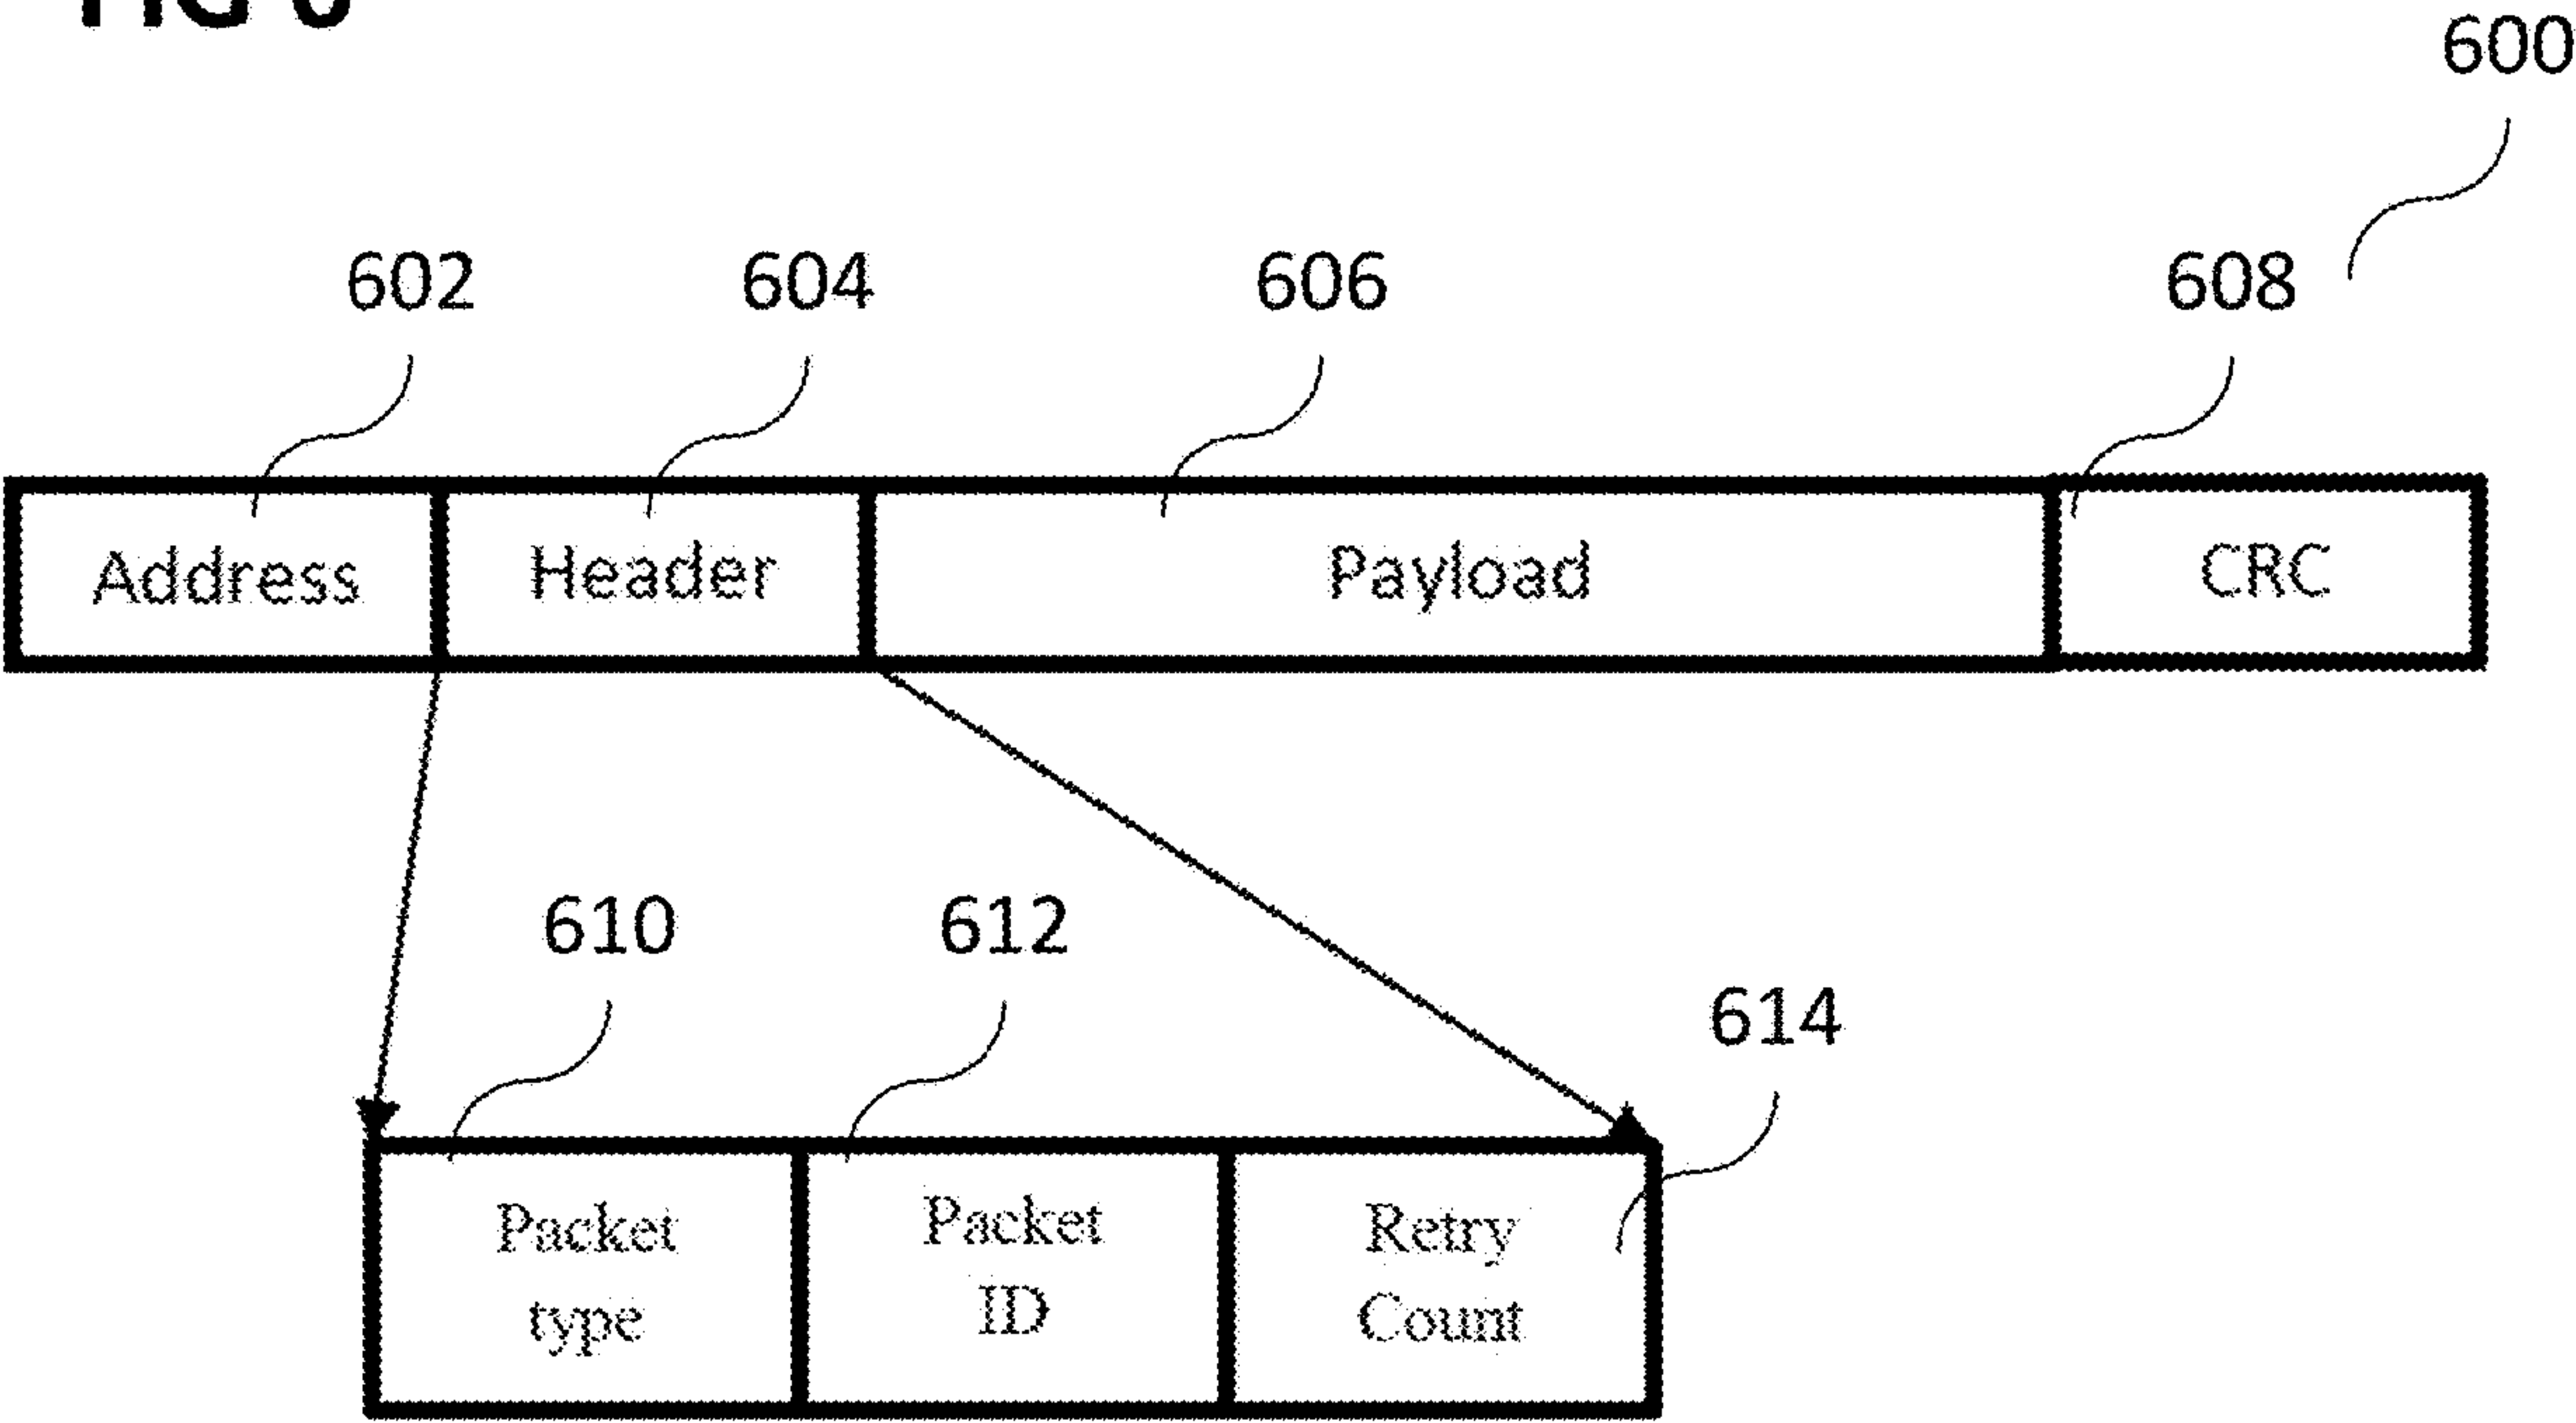 600
602 604 606 608
Address Header Payload CRC
610 612
614
Packet type
Packet ID
Retry Count